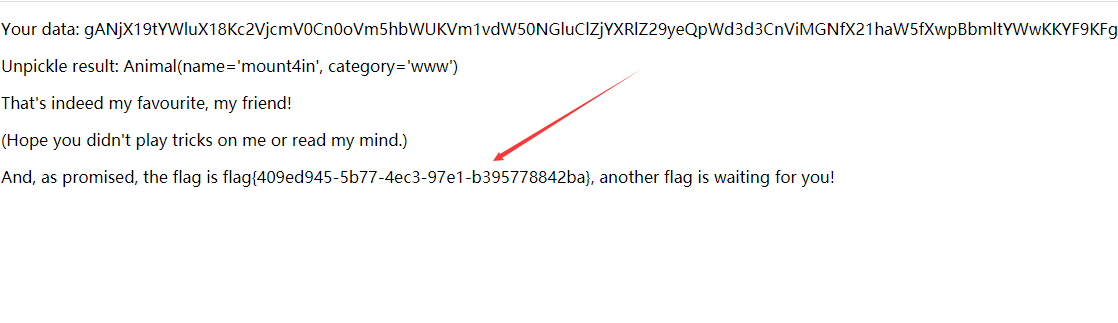 Your data: gANjX19tYWluX18Kc2VjcmV0Cn0oVm5hbWUKVm1vdW50NGluClZjYXRlZ29yeQpWd3d3CnViMGNfX21haW5fXwpBbmltYWwKKYF9KFg
Unpickle result: Animal(name='mount4in', category='www')
That's indeed my favourite, my friend!
(Hope you didn't play tricks on me or read my mind.)
And, as promised, the flag is flag{409ed945-5b77-4ec3-97e1-b395778842ba}, another flag is waiting for you!